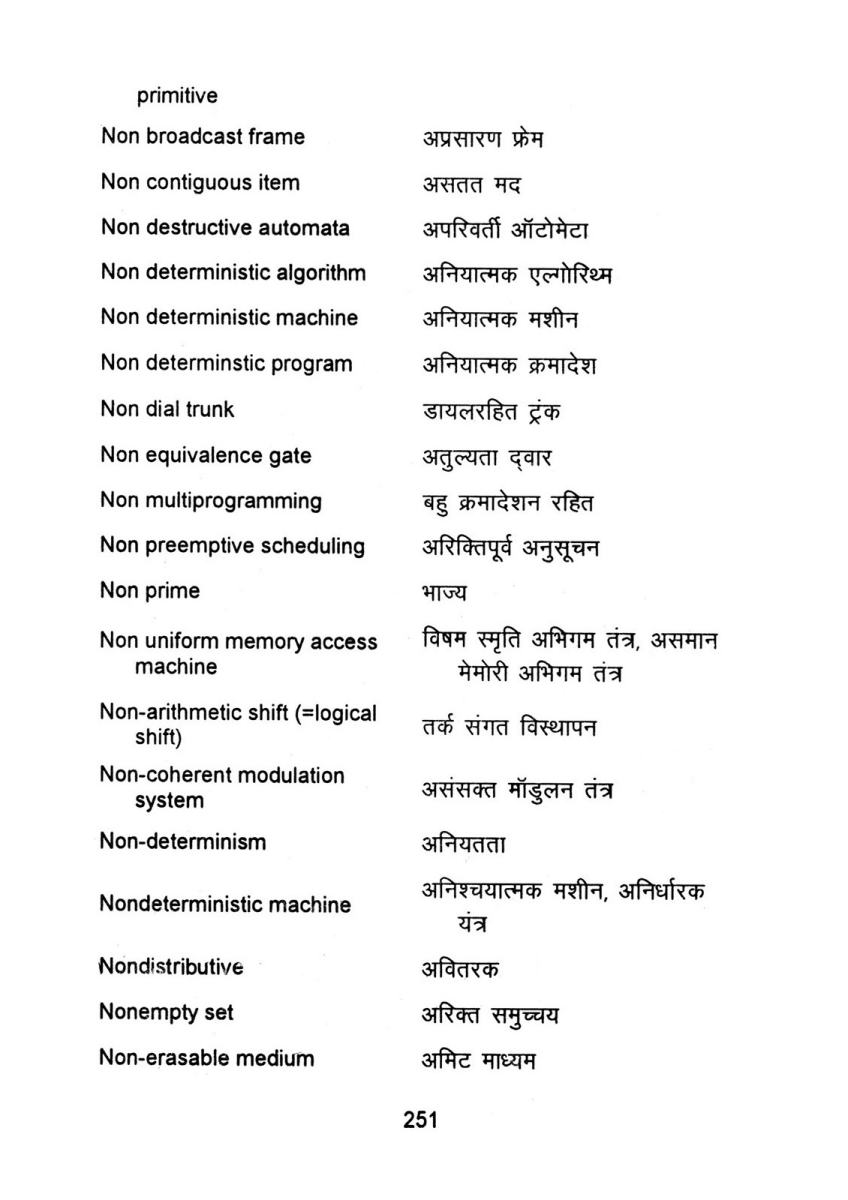 primitive
Non broadcast frame अप्रसारण फ्रेम
Non contiguous item असतत मद
Non destructive automata अपरिवर्ती ऑटोमेटा
Non deterministic algorithm अनियात्मक एल्गोरिथ्म
Non deterministic machine अनियात्मक मशीन
Non determinstic program अनियात्मक क्रमादेश
Non dial trunk डायलरहित ट्रंक
Non equivalence gate अतुल्यता द्वार
Non multiprogramming बहु क्रमादेशन रहित
Non preemptive scheduling अरिक्तिपूर्व अनुसूचन
Non prime भाज्य
Non uniform memory access विषम स्मृति अभिगम तंत्र, असमान
machine मेमोरी अभिगम तंत्र
Non-arithmetic shift (=logical
shift) तर्क संगत विस्थापन
Non-coherent modulation
system असंसक्त मॉडुलन तंत्र
Non-determinism अनियतता
Nondeterministic machine अनिश्चयात्मक मशीन, अनिर्धारक
यंत्र
Nondistributive अवितरक
Nonempty set अरिक्त समुच्चय
Non-erasable medium अमिट माध्यम
251